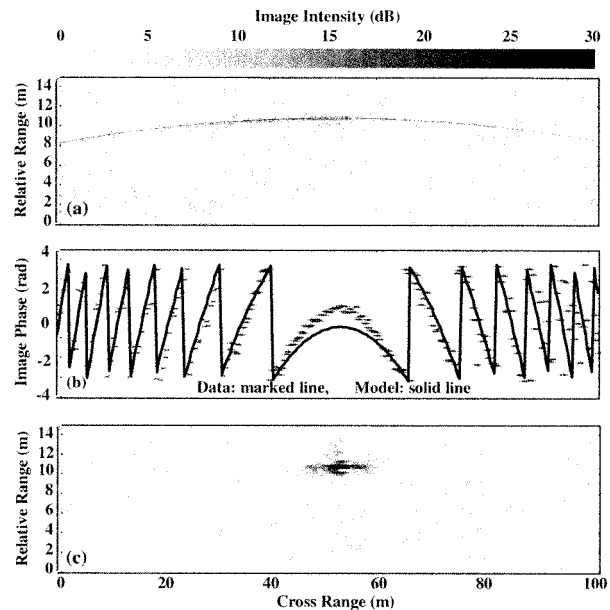 Image Intensity (dB)
0 5 10 15 20 25 30
Relative Range (m)
14
12
10
8
6
4
2
0
(a)
Image Phase (rad)
4
2
0
-2
-4
(b)
Data: marked line, Model: solid line
Relative Range (m)
14
12
10
8
6
4
2
0
(c)
0 20 40 60 80 100
Cross Range (m)